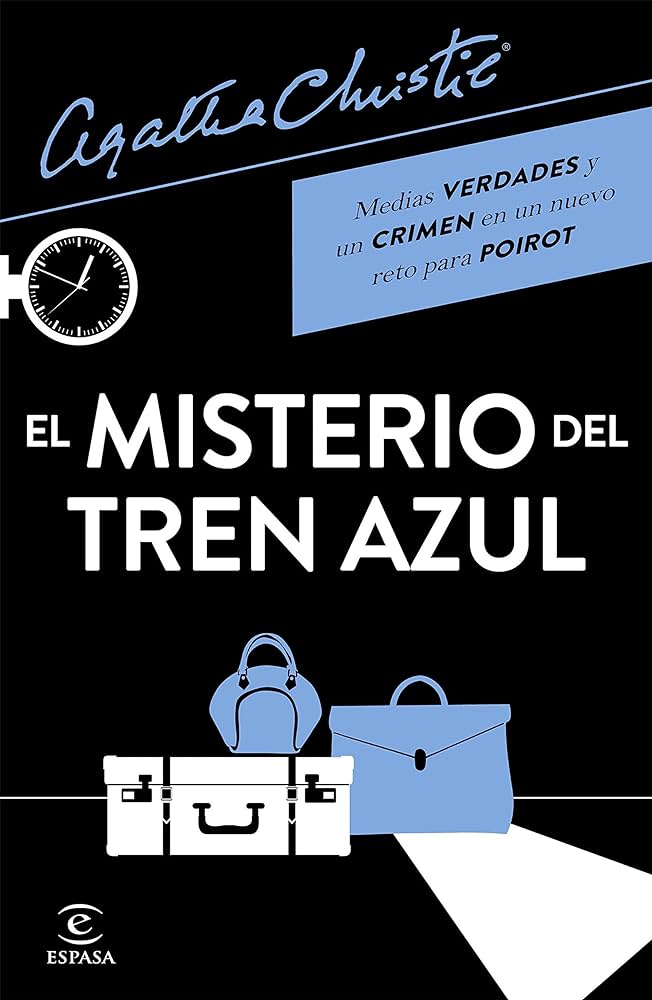 Agatha Christie®
Medias VERDADES y
un CRIMEN en un nuevo
reto para POIROT
EL MISTERIO DEL
TREN AZUL
e
ESPASA